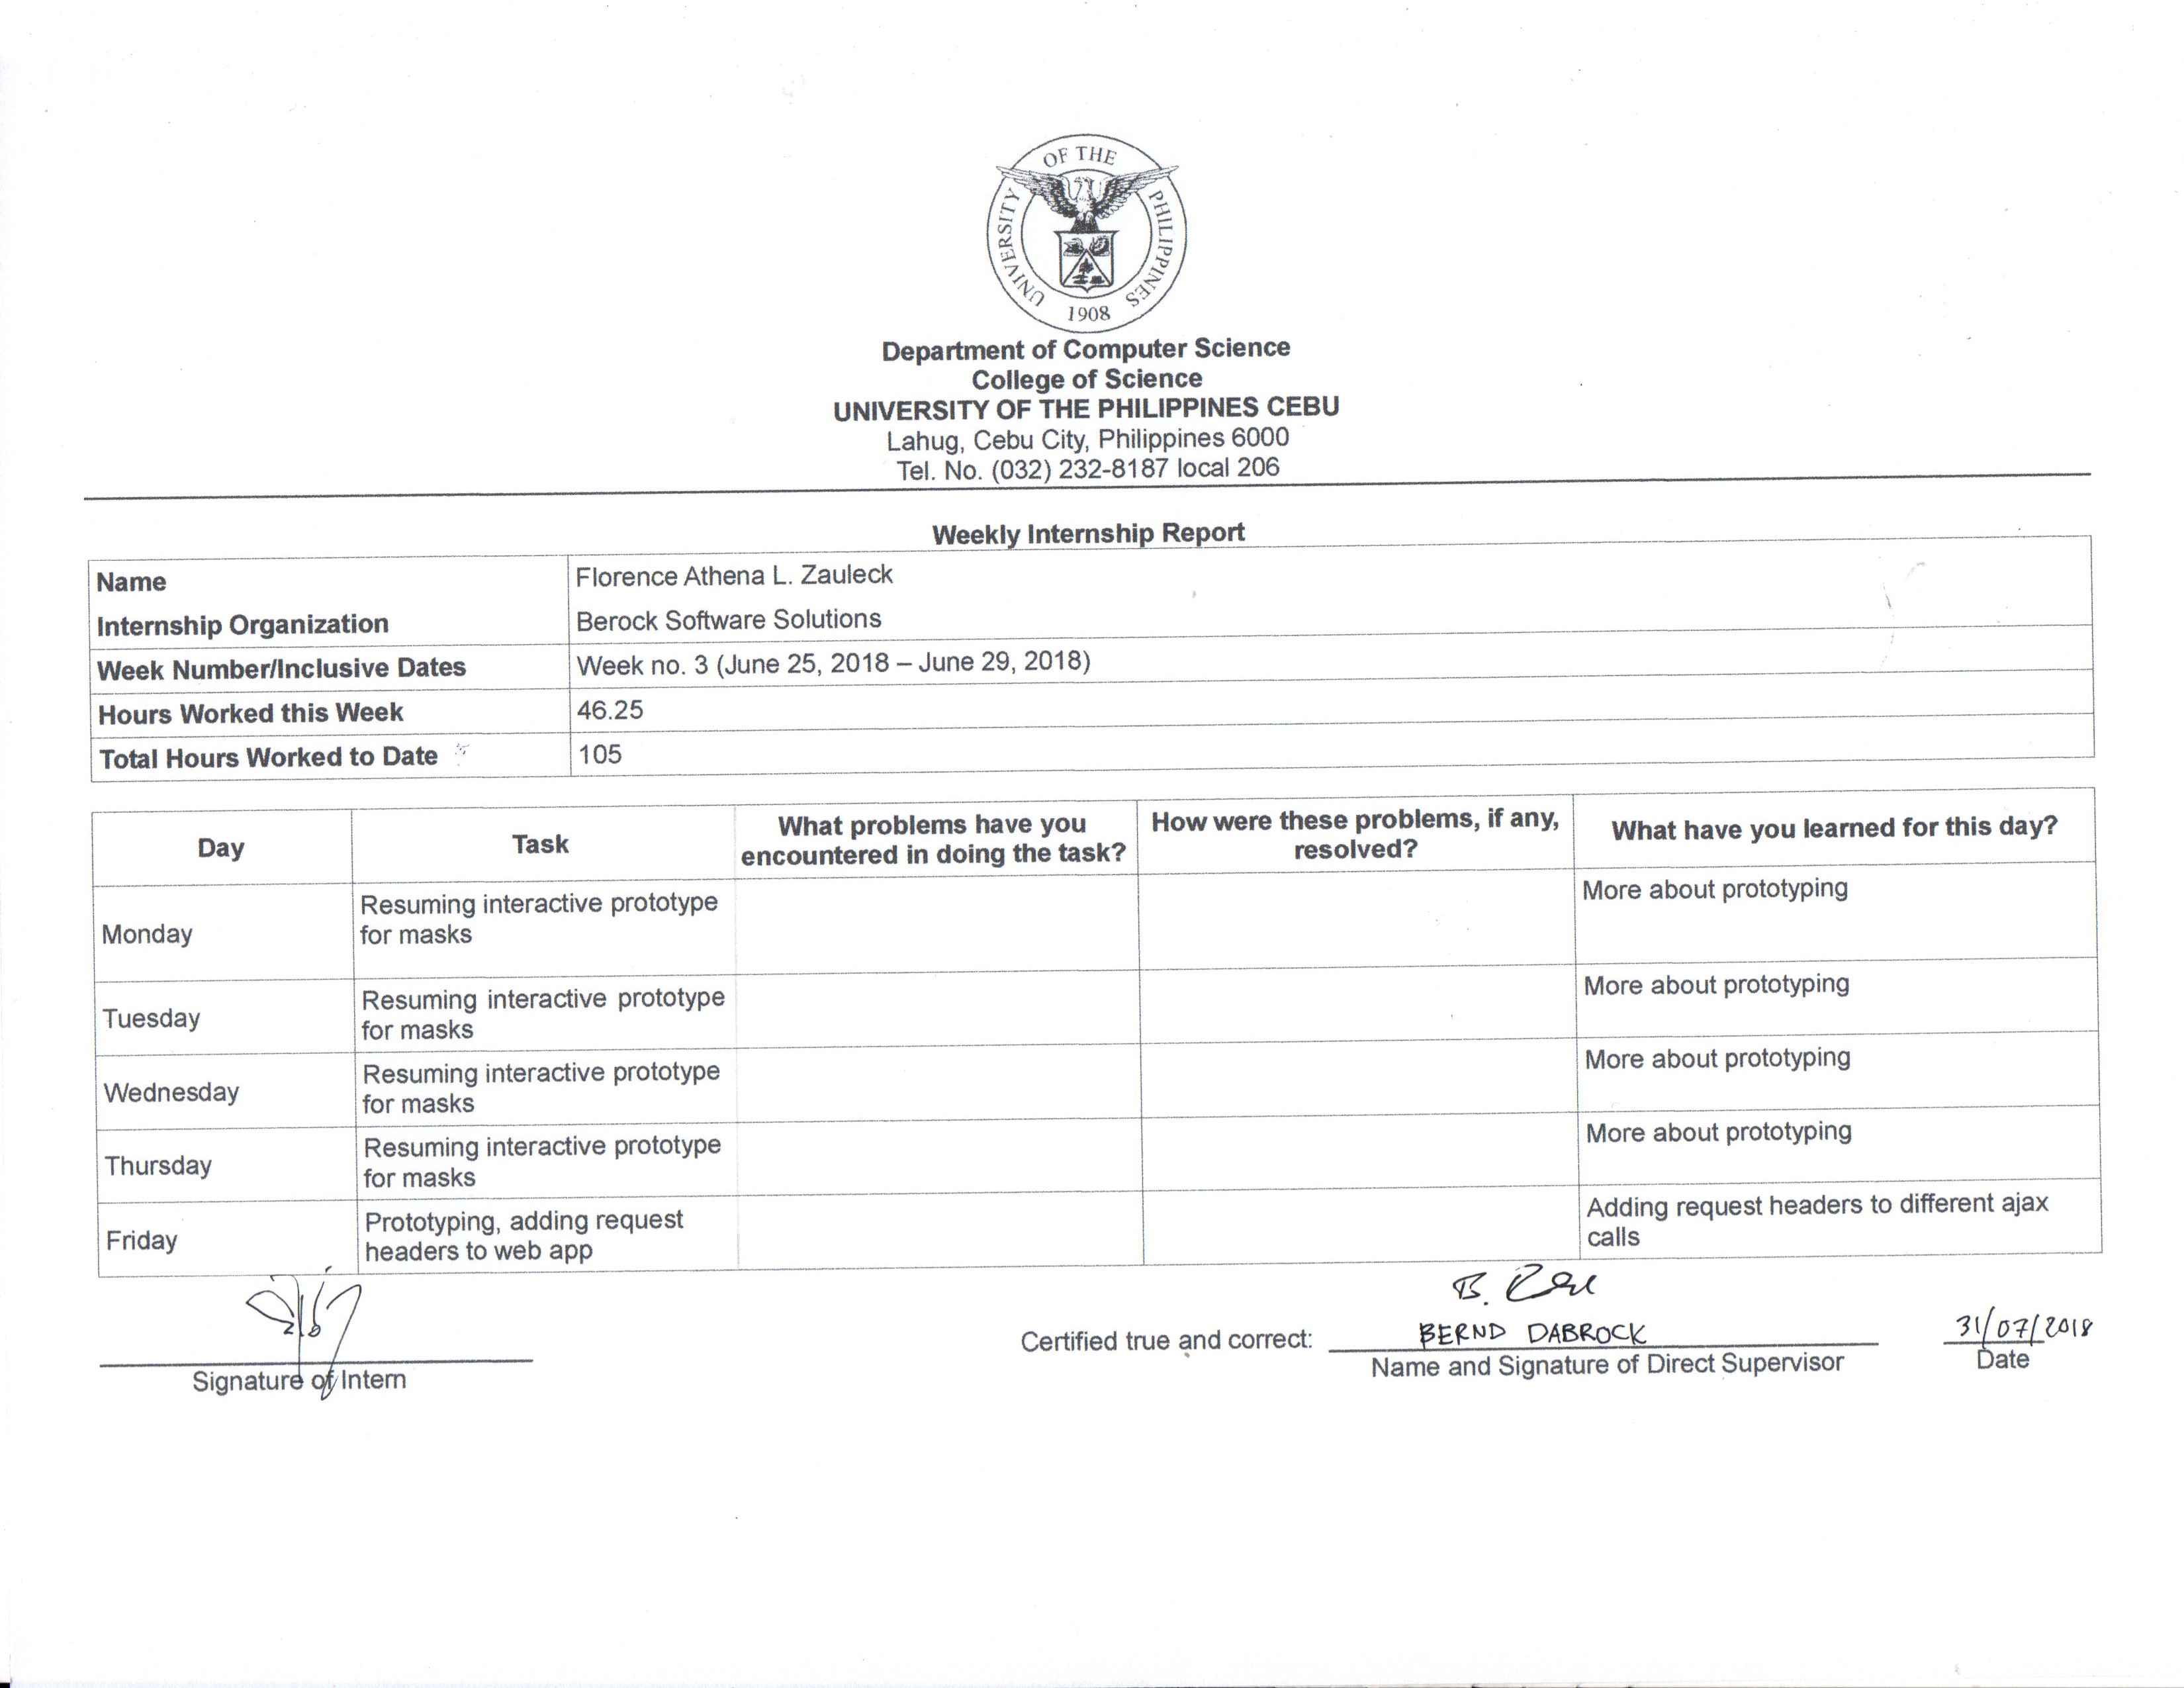 UNIVERSITY OF THE PHILIPPINES
1908
Department of Computer Science
College of Science
UNIVERSITY OF THE PHILIPPINES CEBU
Lahug, Cebu City, Philippines 6000
Tel. No. (032) 232-8187 local 206
Weekly Internship Report
Name Florence Athena L. Zauleck
Internship Organization Berock Software Solutions
Week Number/Inclusive Dates Week no. 3 (June 25, 2018 – June 29, 2018)
Hours Worked this Week 46.25
Total Hours Worked to Date 105
Day Task What problems have you encountered in doing the task? How were these problems, if any, resolved? What have you learned for this day?
Monday Resuming interactive prototype for masks More about prototyping
Tuesday Resuming interactive prototype for masks More about prototyping
Wednesday Resuming interactive prototype for masks More about prototyping
Thursday Resuming interactive prototype for masks More about prototyping
Friday Prototyping, adding request headers to web app Adding request headers to different ajax calls
Signature of Intern
Certified true and correct: BERND DABROCK
Name and Signature of Direct Supervisor
31/07/2018
Date